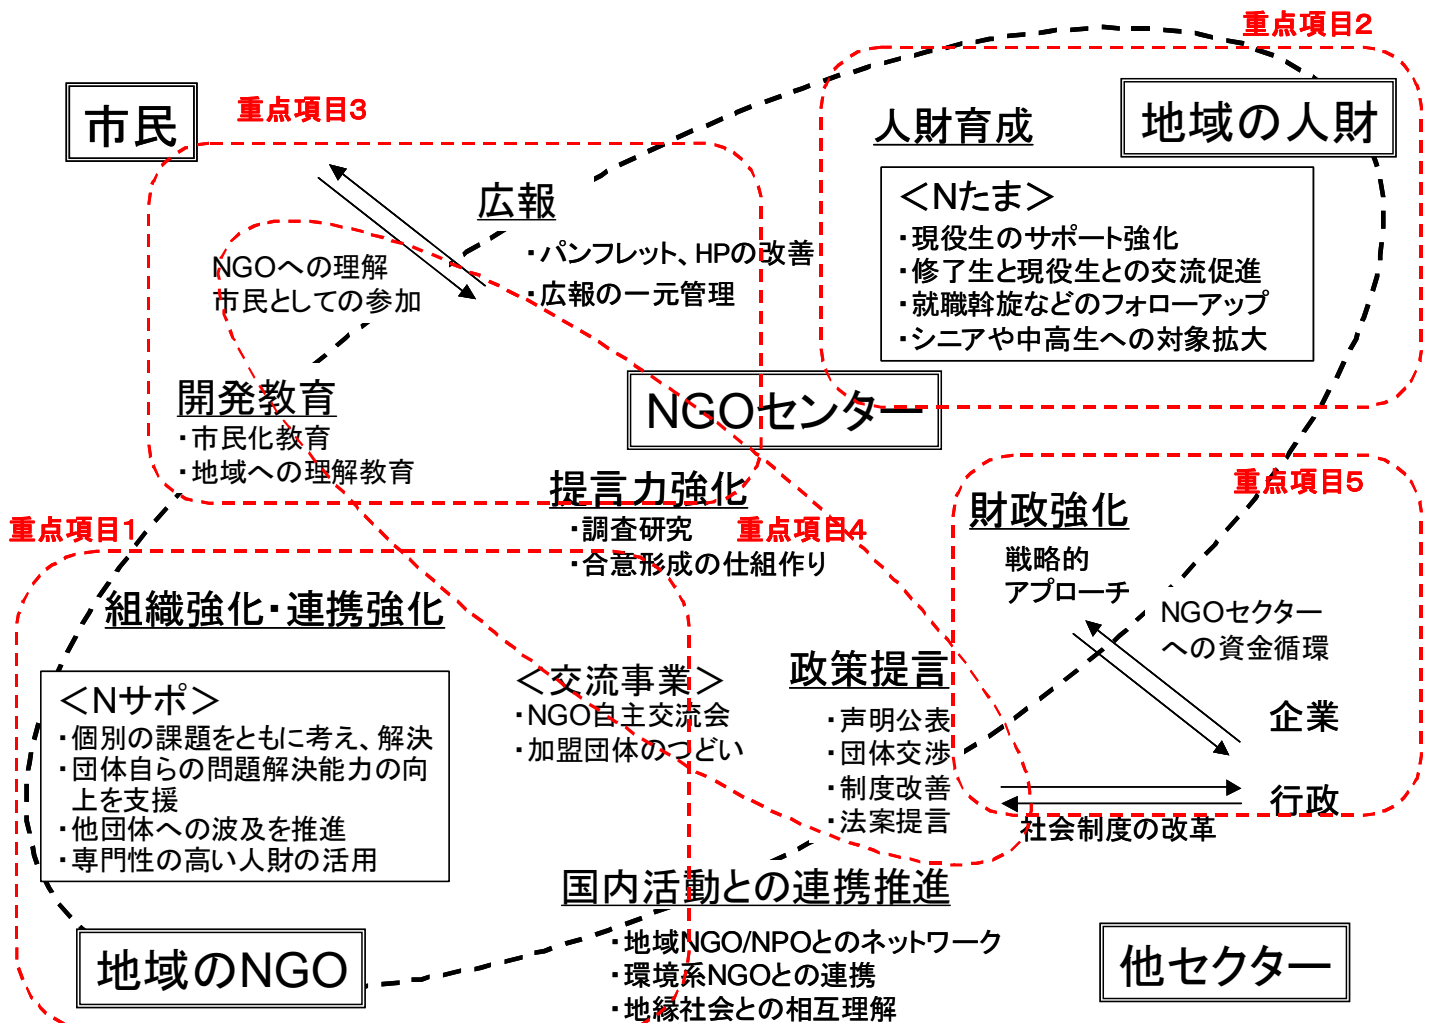 重点項目2
市民
重点項目3
人財育成
地域の人財
広報
＜Nたま＞
・現役生のサポート強化
・修了生と現役生との交流促進
・就職斡旋などのフォローアップ
・シニアや中高生への対象拡大
・パンフレット、HPの改善
・広報の一元管理
NGOへの理解
市民としての参加
開発教育
・市民化教育
・地域への理解教育
NGOセンター
提言力強化
・調査研究
・合意形成の仕組作り
重点項目4
重点項目5
財政強化
戦略的
アプローチ
NGOセクター
への資金循環
重点項目1
組織強化・連携強化
＜Nサポ＞
・個別の課題をともに考え、解決
・団体自らの問題解決能力の向
上を支援
・他団体への波及を推進
・専門性の高い人財の活用
＜交流事業＞
・NGO自主交流会
・加盟団体のつどい
政策提言
・声明公表
・団体交渉
・制度改善
・法案提言
企業
行政
社会制度の改革
国内活動との連携推進
・地域NGO/NPOとのネットワーク
・環境系NGOとの連携
・地縁社会との相互理解
地域のNGO
他セクター